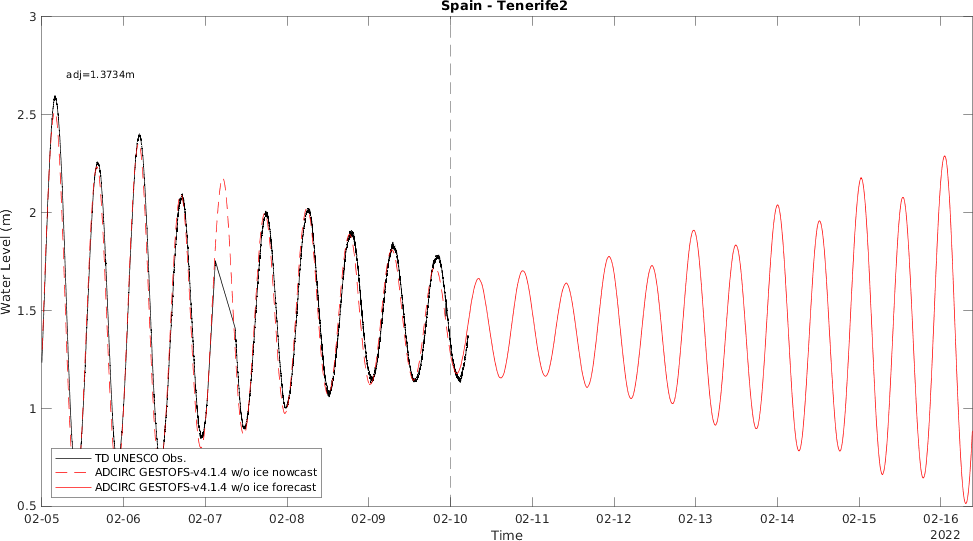 Spain - Tenerife2
adj=1.3734m
Water Level (m)
3
2.5
2
1.5
1
0.5
TD UNESCO Obs.
ADCIRC GESTOFS-v4.1.4 w/o ice nowcast
ADCIRC GESTOFS-v4.1.4 w/o ice forecast
02-05 02-06 02-07 02-08 02-09 02-10 02-11 02-12 02-13 02-14 02-15 02-16
Time
2022